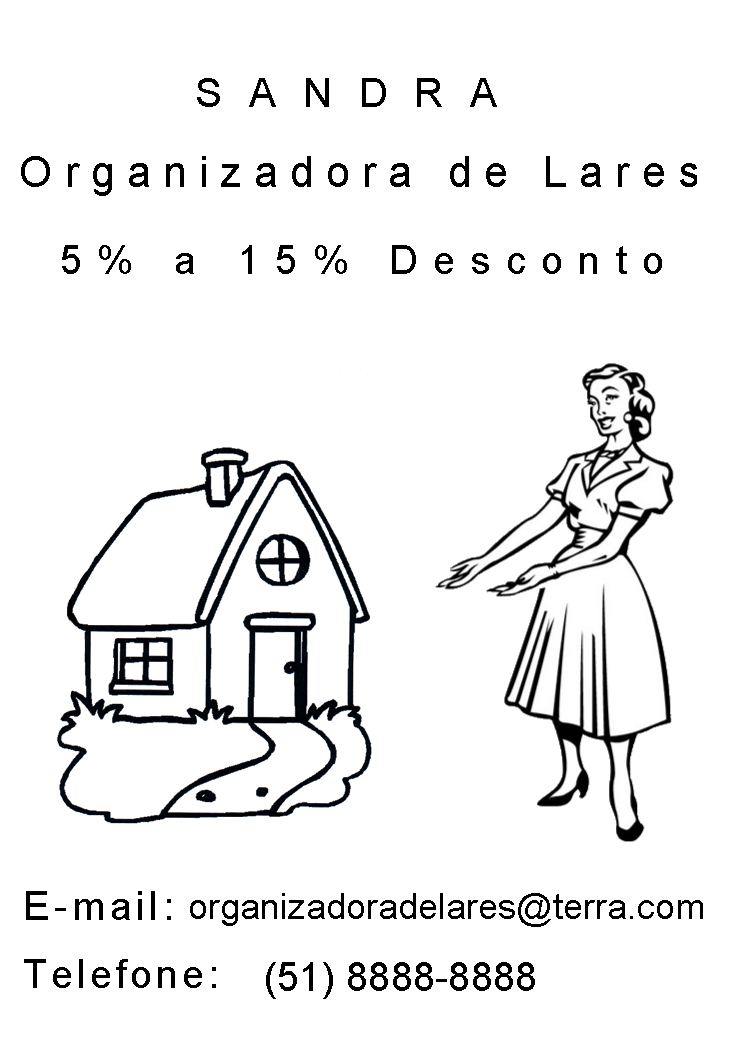 SANDRA
Organizadora de Lares
5% a 15% Desconto
E-mail: organizadoradelares@terra.com
Telefone: (51) 8888-8888